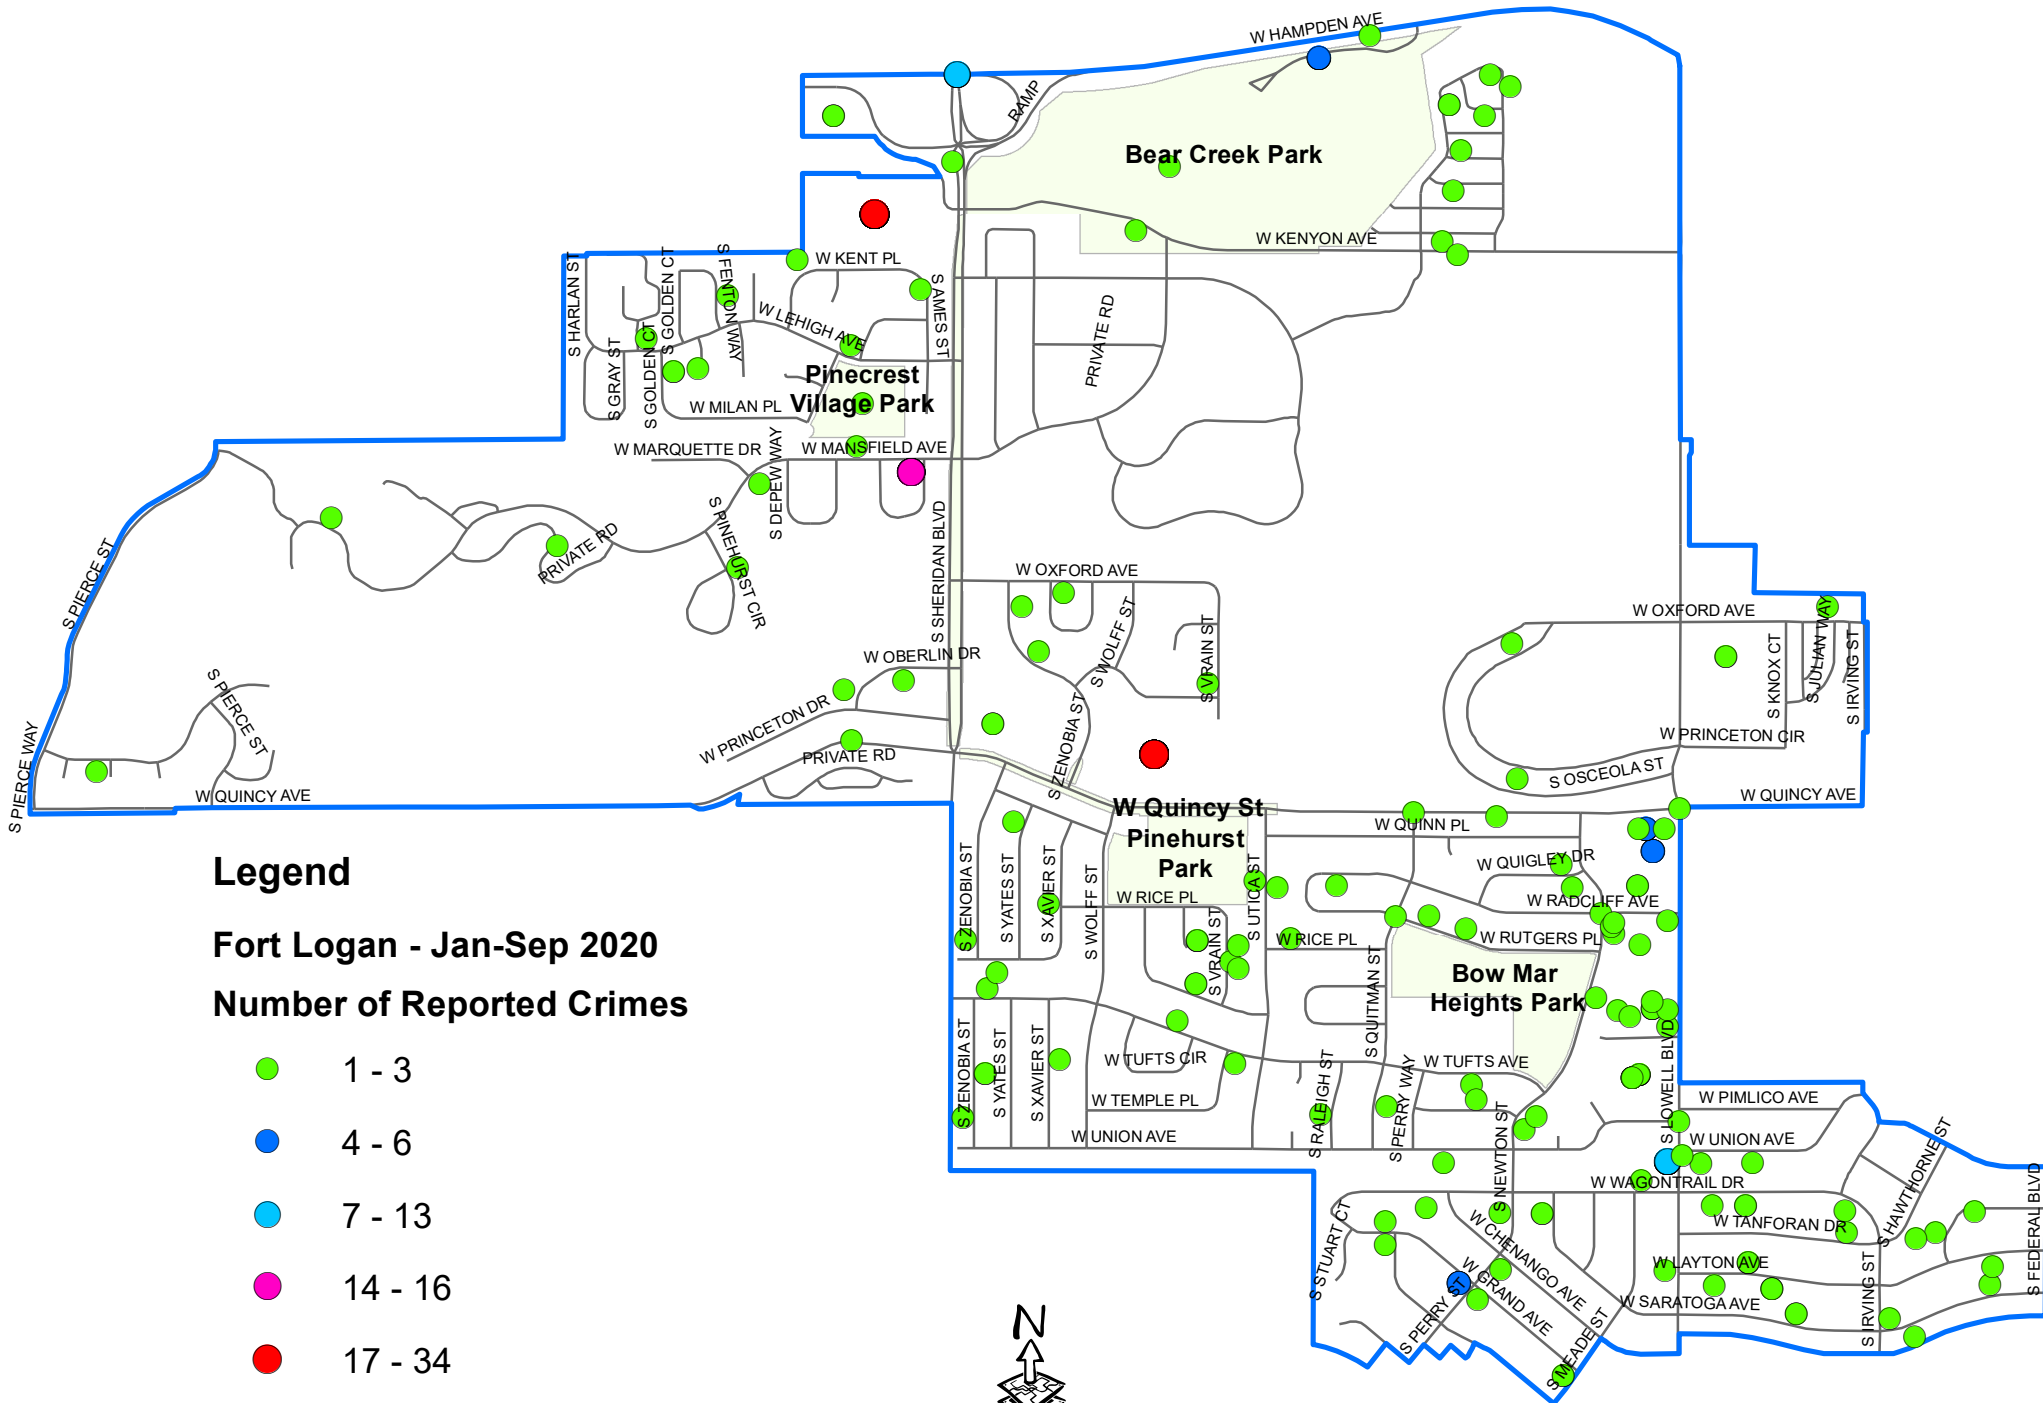 W HAMPDEN AVE
RAMP
Bear Creek Park
W KENYON AVE
W KENT PL
S HARLAN ST
S GOLDEN CT
S FENTON WAY
S AMES ST
W LEHIGH AVE
PRIVATE RD
S GRAY ST
S GOLDEN CT
Pinecrest
Village Park
W MILAN PL
W MARQUETTE DR
W MANSFIELD AVE
S DEPEW WAY
S PINEHURST CIR
PRIVATE RD
S PIERCE ST
S SHERIDAN BLVD
W OXFORD AVE
S WOLFF ST
S VRAIN ST
W OXFORD AVE
S KNOX CT
S JULIAN WAY
S IRVING ST
W OBERLIN DR
W PRINCETON DR
PRIVATE RD
S ZENOBIA ST
S PIERCE ST
S PIERCE WAY
W QUINCY AVE
W PRINCETON CIR
S OSCEOLA ST
W QUINCY AVE
W Quincy St
Pinehurst
Park
W QUINN PL
W QUIGLEY DR
W RADCLIFF AVE
W RUTGERS PL
S ZENOBIA ST
S YATES ST
S XAVIER ST
S WOLFF ST
W RICE PL
S VRAIN ST
S UTICA ST
W RICE PL
S QUITMAN ST
Bow Mar
Heights Park
S LOWELL BLVD
S ZENOBIA ST
S YATES ST
S XAVIER ST
W TUFTS CIR
W TEMPLE PL
W UNION AVE
S RALEIGH ST
S PERRY WAY
W TUFTS AVE
S NEWTON ST
W PIMLICO AVE
W UNION AVE
W WAGONTRAIL DR
W TANFORAN DR
S HAWTHORNE ST
S FEDERAL BLVD
S STUART CT
W CHENANGO AVE
W GRAND AVE
S PERRY ST
S MEADE ST
W LAYTON AVE
W SARATOGA AVE
S IRVING ST
Legend
Fort Logan - Jan-Sep 2020
Number of Reported Crimes
1 - 3
4 - 6
7 - 13
14 - 16
17 - 34
N